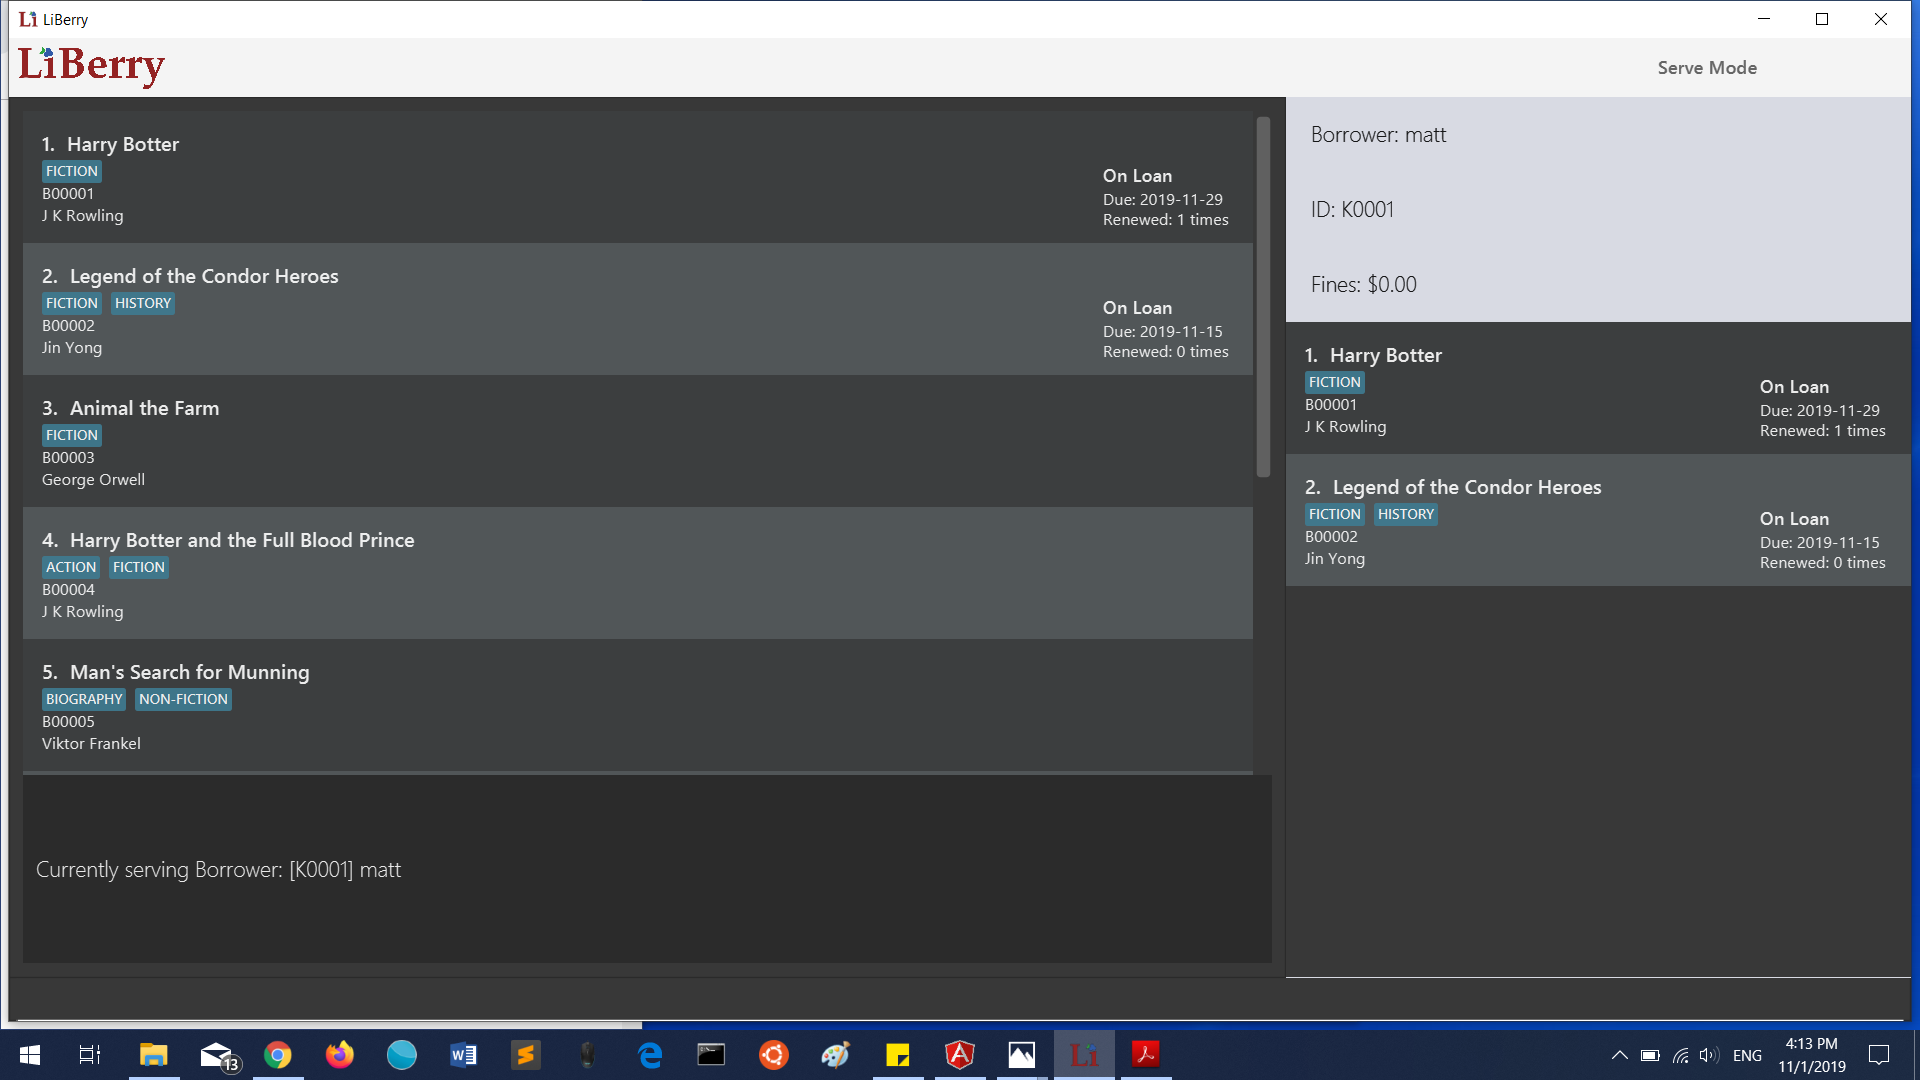 LiBerry
LiBerry
Serve Mode
1. Harry Botter
FICTION
B00001
J K Rowling
On Loan
Due: 2019-11-29
Renewed: 1 times
2. Legend of the Condor Heroes
FICTION HISTORY
B00002
Jin Yong
On Loan
Due: 2019-11-15
Renewed: 0 times
3. Animal the Farm
FICTION
B00003
George Orwell
4. Harry Botter and the Full Blood Prince
ACTION FICTION
B00004
J K Rowling
5. Man's Search for Munning
BIOGRAPHY NON-FICTION
B00005
Viktor Frankel
Currently serving Borrower: [K0001] matt
Borrower: matt
ID: K0001
Fines: $0.00
1. Harry Botter
FICTION
B00001
J K Rowling
On Loan
Due: 2019-11-29
Renewed: 1 times
2. Legend of the Condor Heroes
FICTION HISTORY
B00002
Jin Yong
On Loan
Due: 2019-11-15
Renewed: 0 times
13
Li
ENG
4:13 PM
11/1/2019